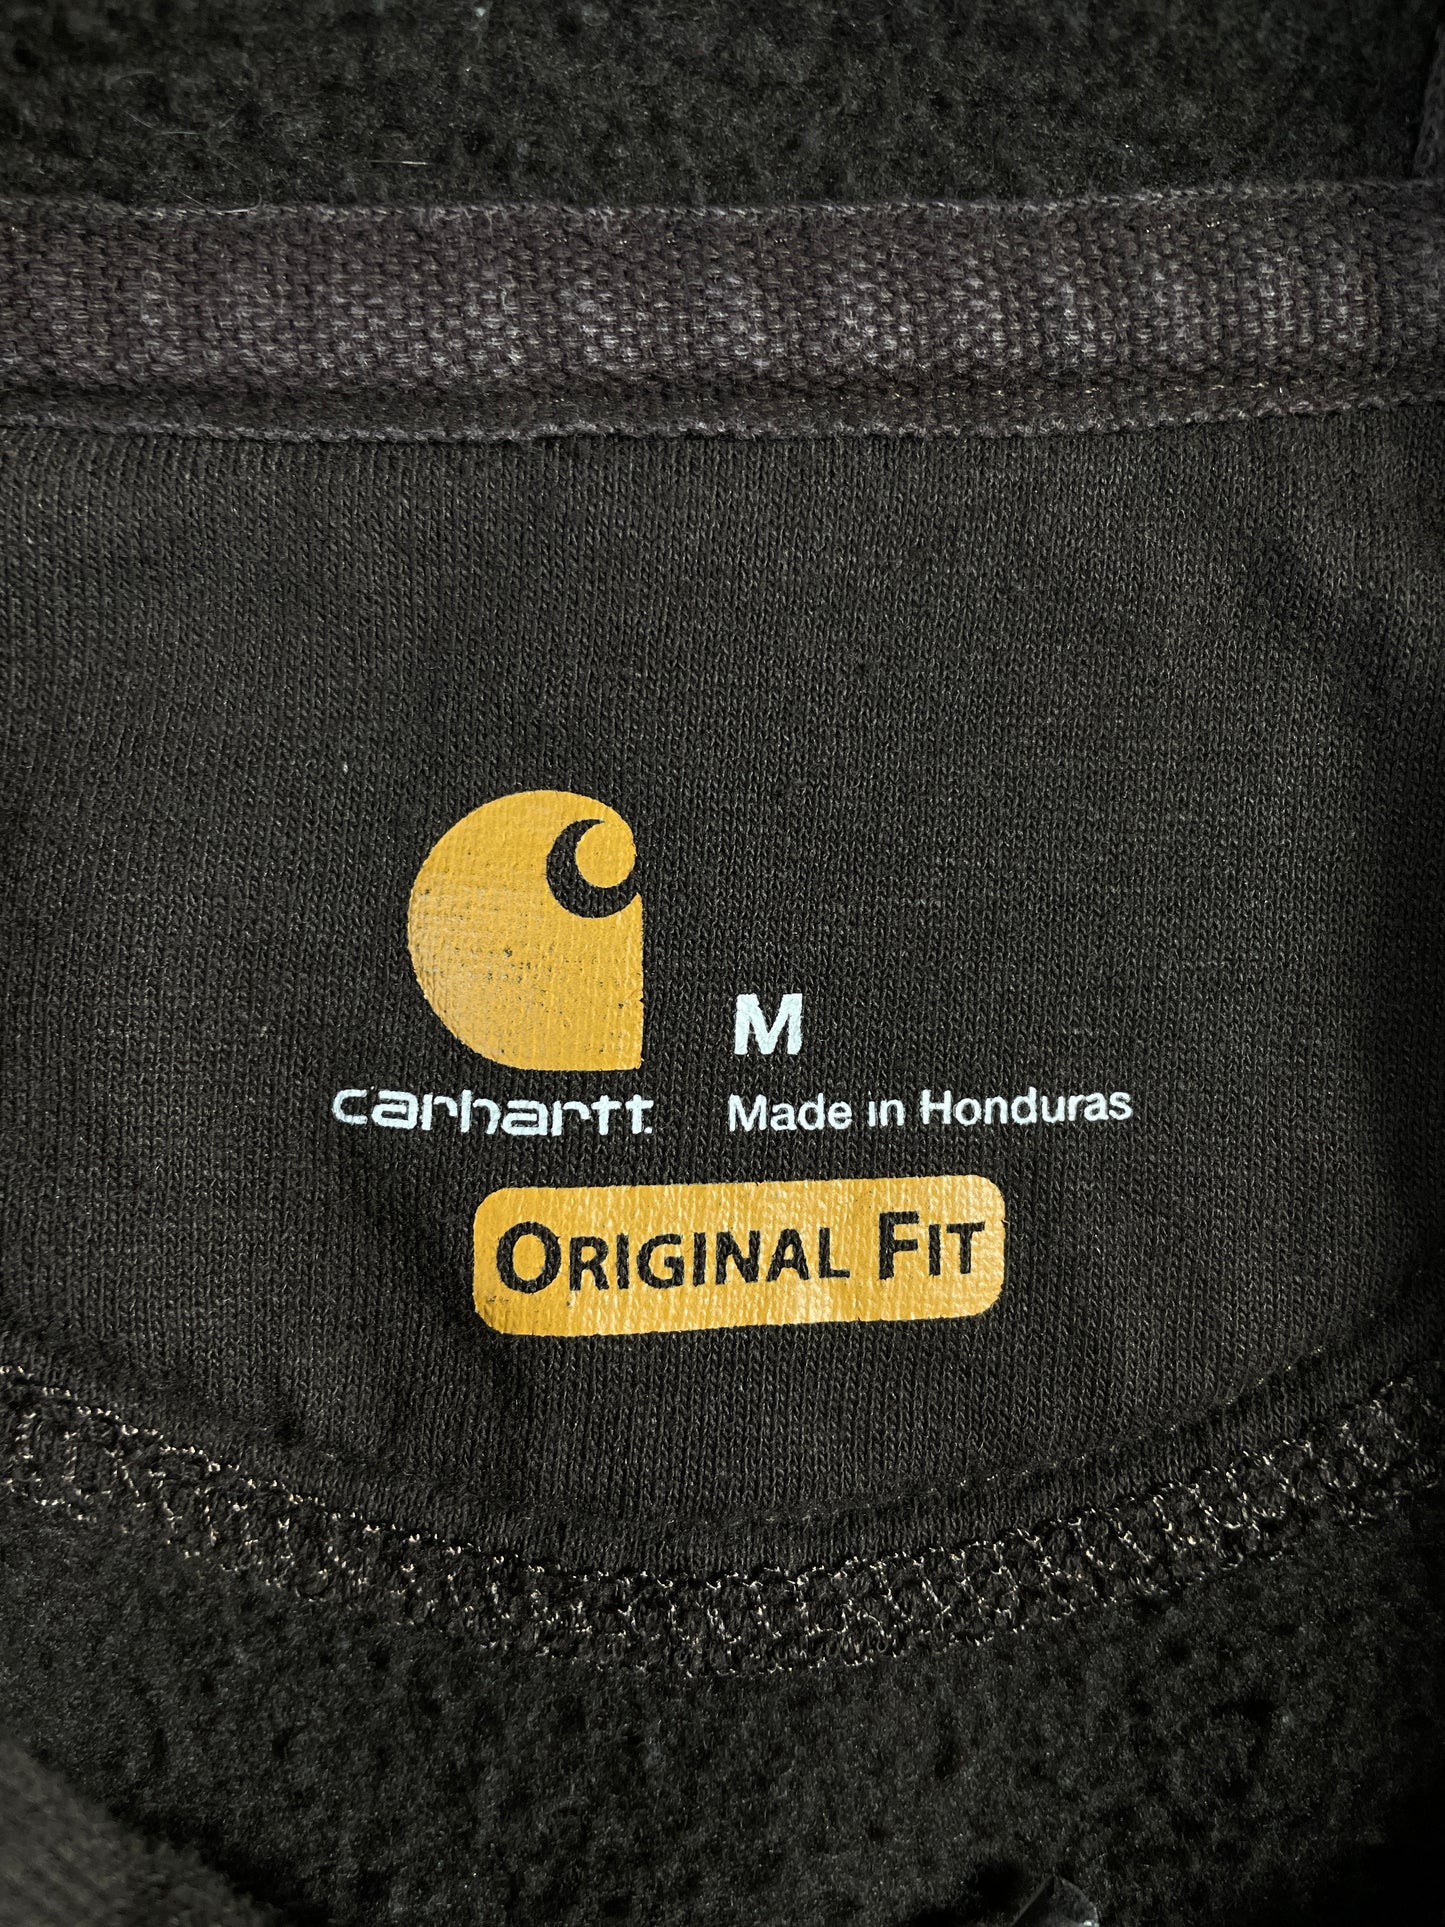 M
carhartt
Made in Honduras
ORIGINAL FIT